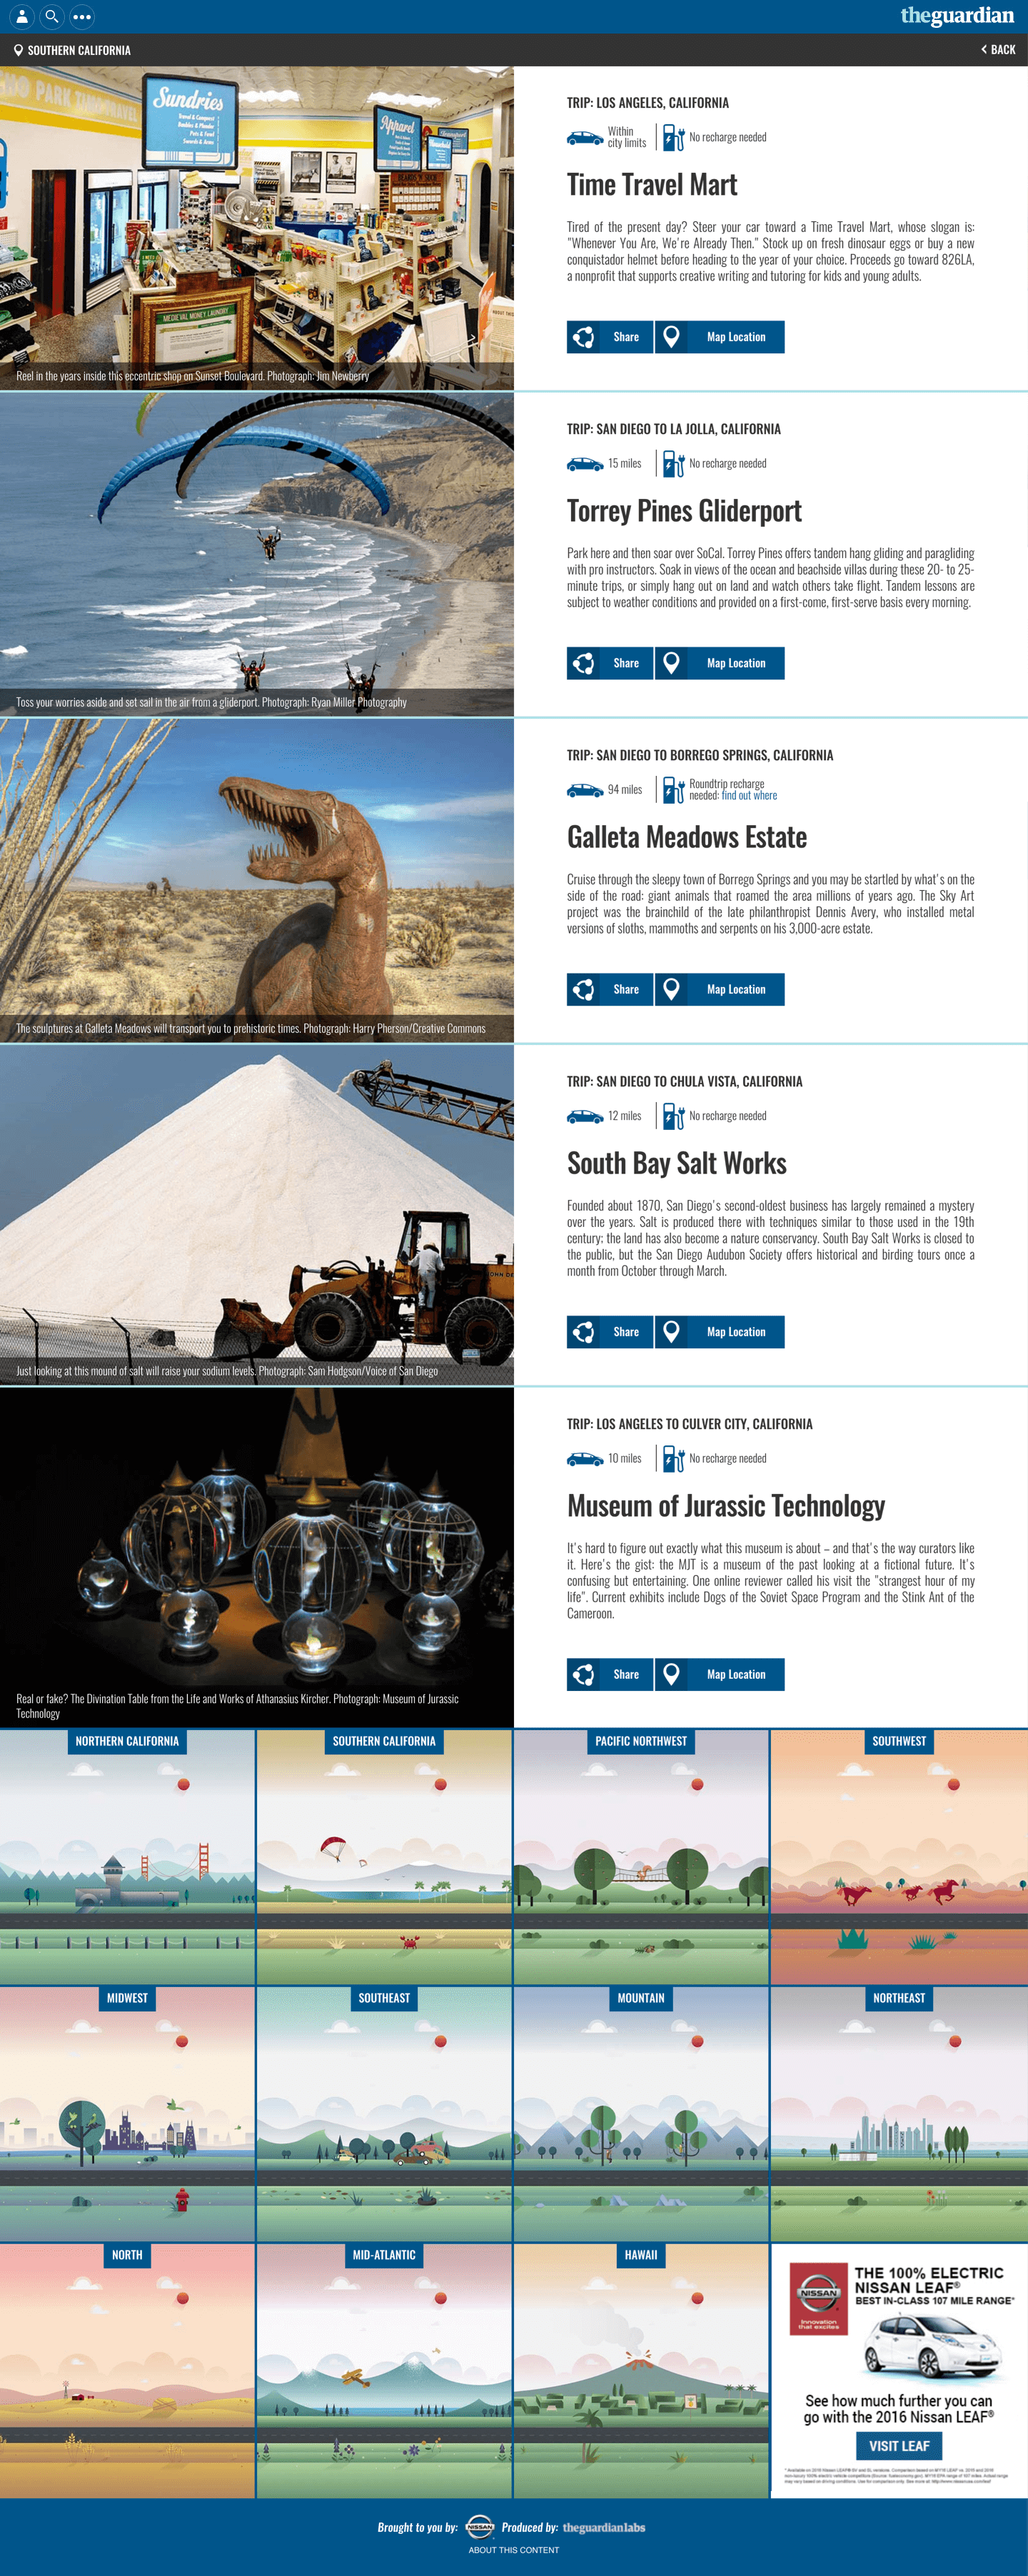 theguardian
SOUTHERN CALIFORNIA
< BACK
Sundries
Apparel
MEDIEVAL MONEY LAUNDRY
Reel in the years inside this eccentric shop on Sunset Boulevard. Photograph: Jim Newberry
TRIP: LOS ANGELES, CALIFORNIA
Within
city limits
No recharge needed
Time Travel Mart
Tired of the present day? Steer your car toward a Time Travel Mart, whose slogan is:
"Whenever You Are, We're Already Then." Stock up on fresh dinosaur eggs or buy a new
conquistador helmet before heading to the year of your choice. Proceeds go toward 826LA,
a nonprofit that supports creative writing and tutoring for kids and young adults.
Share
Map Location
Toss your worries aside and set sail in the air from a gliderport. Photograph: Ryan Miller Photography
TRIP: SAN DIEGO TO LA JOLLA, CALIFORNIA
15 miles
No recharge needed
Torrey Pines Gliderport
Park here and then soar over SoCal. Torrey Pines offers tandem hang gliding and paragliding
with pro instructors. Soak in views of the ocean and beachside villas during these 20- to 25-
minute trips, or simply hang out on land and watch others take flight. Tandem lessons are
subject to weather conditions and provided on a first-come, first-serve basis every morning.
Share
Map Location
The sculptures at Galleta Meadows will transport you to prehistoric times. Photograph: Harry Pherson/Creative Commons
TRIP: SAN DIEGO TO BORREGO SPRINGS, CALIFORNIA
94 miles
Roundtrip recharge
needed: find out where
Galleta Meadows Estate
Cruise through the sleepy town of Borrego Springs and you may be startled by what's on the
side of the road: giant animals that roamed the area millions of years ago. The Sky Art
project was the brainchild of the late philanthropist Dennis Avery, who installed metal
versions of sloths, mammoths and serpents on his 3,000-acre estate.
Share
Map Location
Just looking at this mound of salt will raise your sodium levels. Photograph: Sam Hodgson/Voice of San Diego
TRIP: SAN DIEGO TO CHULA VISTA, CALIFORNIA
12 miles
No recharge needed
South Bay Salt Works
Founded about 1870, San Diego's second-oldest business has largely remained a mystery
over the years. Salt is produced there with techniques similar to those used in the 19th
century; the land has also become a nature conservancy. South Bay Salt Works is closed to
the public, but the San Diego Audubon Society offers historical and birding tours once a
month from October through March.
Share
Map Location
Real or fake? The Divination Table from the Life and Works of Athanasius Kircher. Photograph: Museum of Jurassic
Technology
TRIP: LOS ANGELES TO CULVER CITY, CALIFORNIA
10 miles
No recharge needed
Museum of Jurassic Technology
It's hard to figure out exactly what this museum is about – and that's the way curators like
it. Here's the gist: the MJT is a museum of the past looking at a fictional future. It's
confusing but entertaining. One online reviewer called his visit the "strangest hour of my
life". Current exhibits include Dogs of the Soviet Space Program and the Stink Ant of the
Cameroon.
Share
Map Location
NORTHERN CALIFORNIA
SOUTHERN CALIFORNIA
PACIFIC NORTHWEST
SOUTHWEST
MIDWEST
SOUTHEAST
MOUNTAIN
NORTHEAST
NORTH
MID-ATLANTIC
HAWAII
NISSAN
Innovation
that excites
THE 100% ELECTRIC
NISSAN LEAF®
BEST IN-CLASS 107 MILE RANGE*
See how much further you can
go with the 2016 Nissan LEAF®
VISIT LEAF
Brought to you by: NISSAN Produced by: theguardianlabs
ABOUT THIS CONTENT